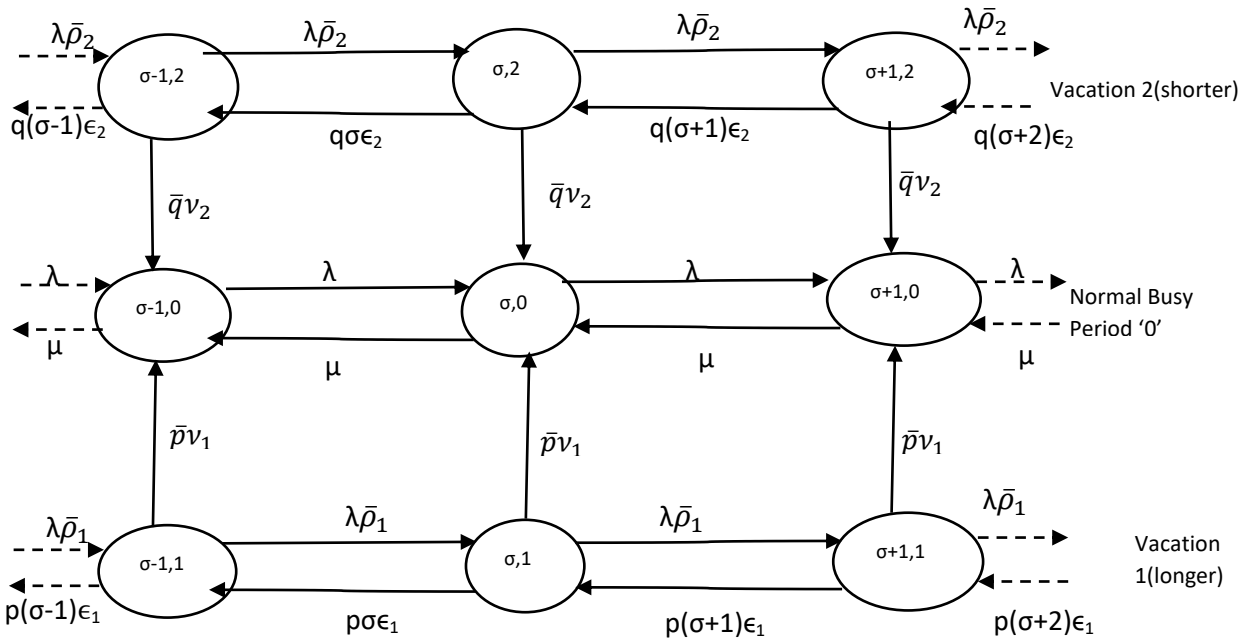 λρ̄₂ λρ̄₂ λρ̄₂ λρ̄₂
σ-1,2 σ,2 σ+1,2
Vacation 2(shorter)
q(σ-1)ϵ₂ qσϵ₂ q(σ+1)ϵ₂ q(σ+2)ϵ₂
q̄ν₂ q̄ν₂ q̄ν₂
λ λ λ λ
σ-1,0 σ,0 σ+1,0
Normal Busy
Period ‘0’
μ μ μ μ
p̄ν₁ p̄ν₁ p̄ν₁
λρ̄₁ λρ̄₁ λρ̄₁ λρ̄₁
σ-1,1 σ,1 σ+1,1
Vacation
1(longer)
p(σ-1)ϵ₁ pσϵ₁ p(σ+1)ϵ₁ p(σ+2)ϵ₁